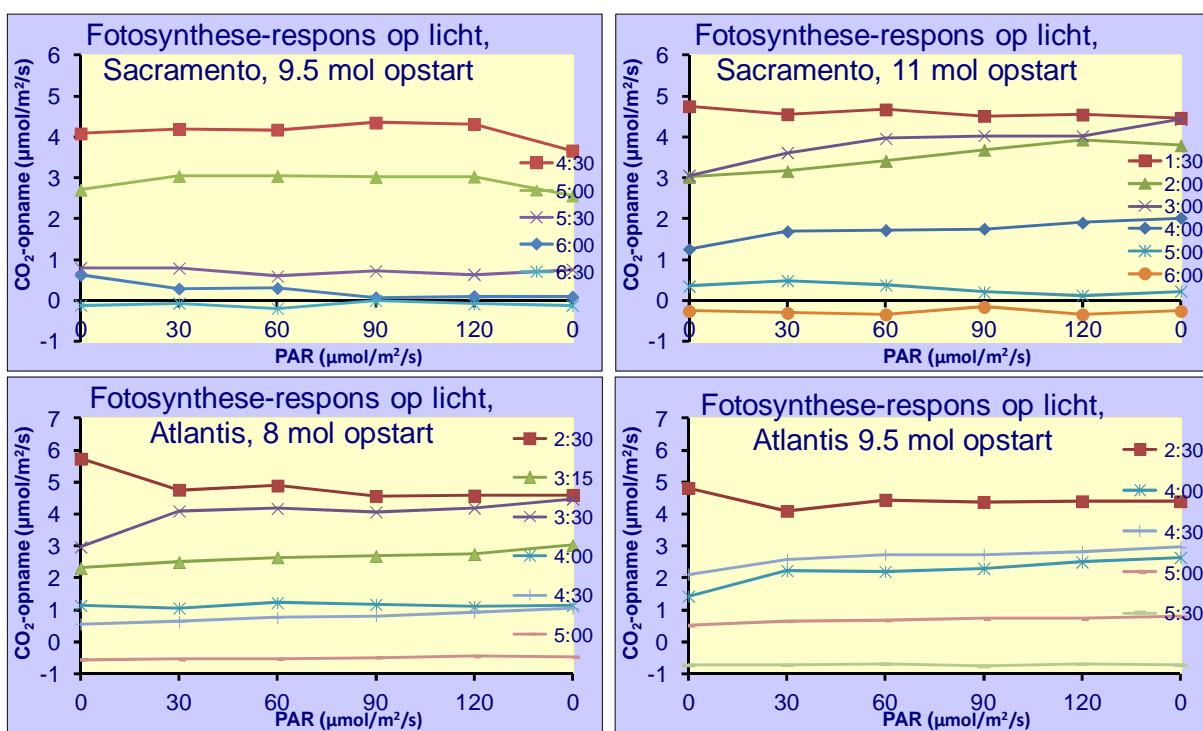 Fotosynthese-respons op licht,
Sacramento, 9.5 mol opstart
CO₂-opname (µmol/m²/s)
6
5
4
3
2
1
0
-1
0 30 60 90 120 0
PAR (µmol/m²/s)
4:30
5:00
5:30
6:00
6:30
Fotosynthese-respons op licht,
Sacramento, 11 mol opstart
CO₂-opname (µmol/m²/s)
6
5
4
3
2
1
0
-1
0 30 60 90 120 0
PAR (µmol/m²/s)
1:30
2:00
3:00
4:00
5:00
6:00
Fotosynthese-respons op licht,
Atlantis, 8 mol opstart
CO₂-opname (µmol/m²/s)
7
6
5
4
3
2
1
0
-1
0 30 60 90 120 0
PAR (µmol/m²/s)
2:30
3:15
3:30
4:00
4:30
5:00
Fotosynthese-respons op licht,
Atlantis 9.5 mol opstart
CO₂-opname (µmol/m²/s)
7
6
5
4
3
2
1
0
-1
0 30 60 90 120 0
PAR (µmol/m²/s)
2:30
4:00
4:30
5:00
5:30